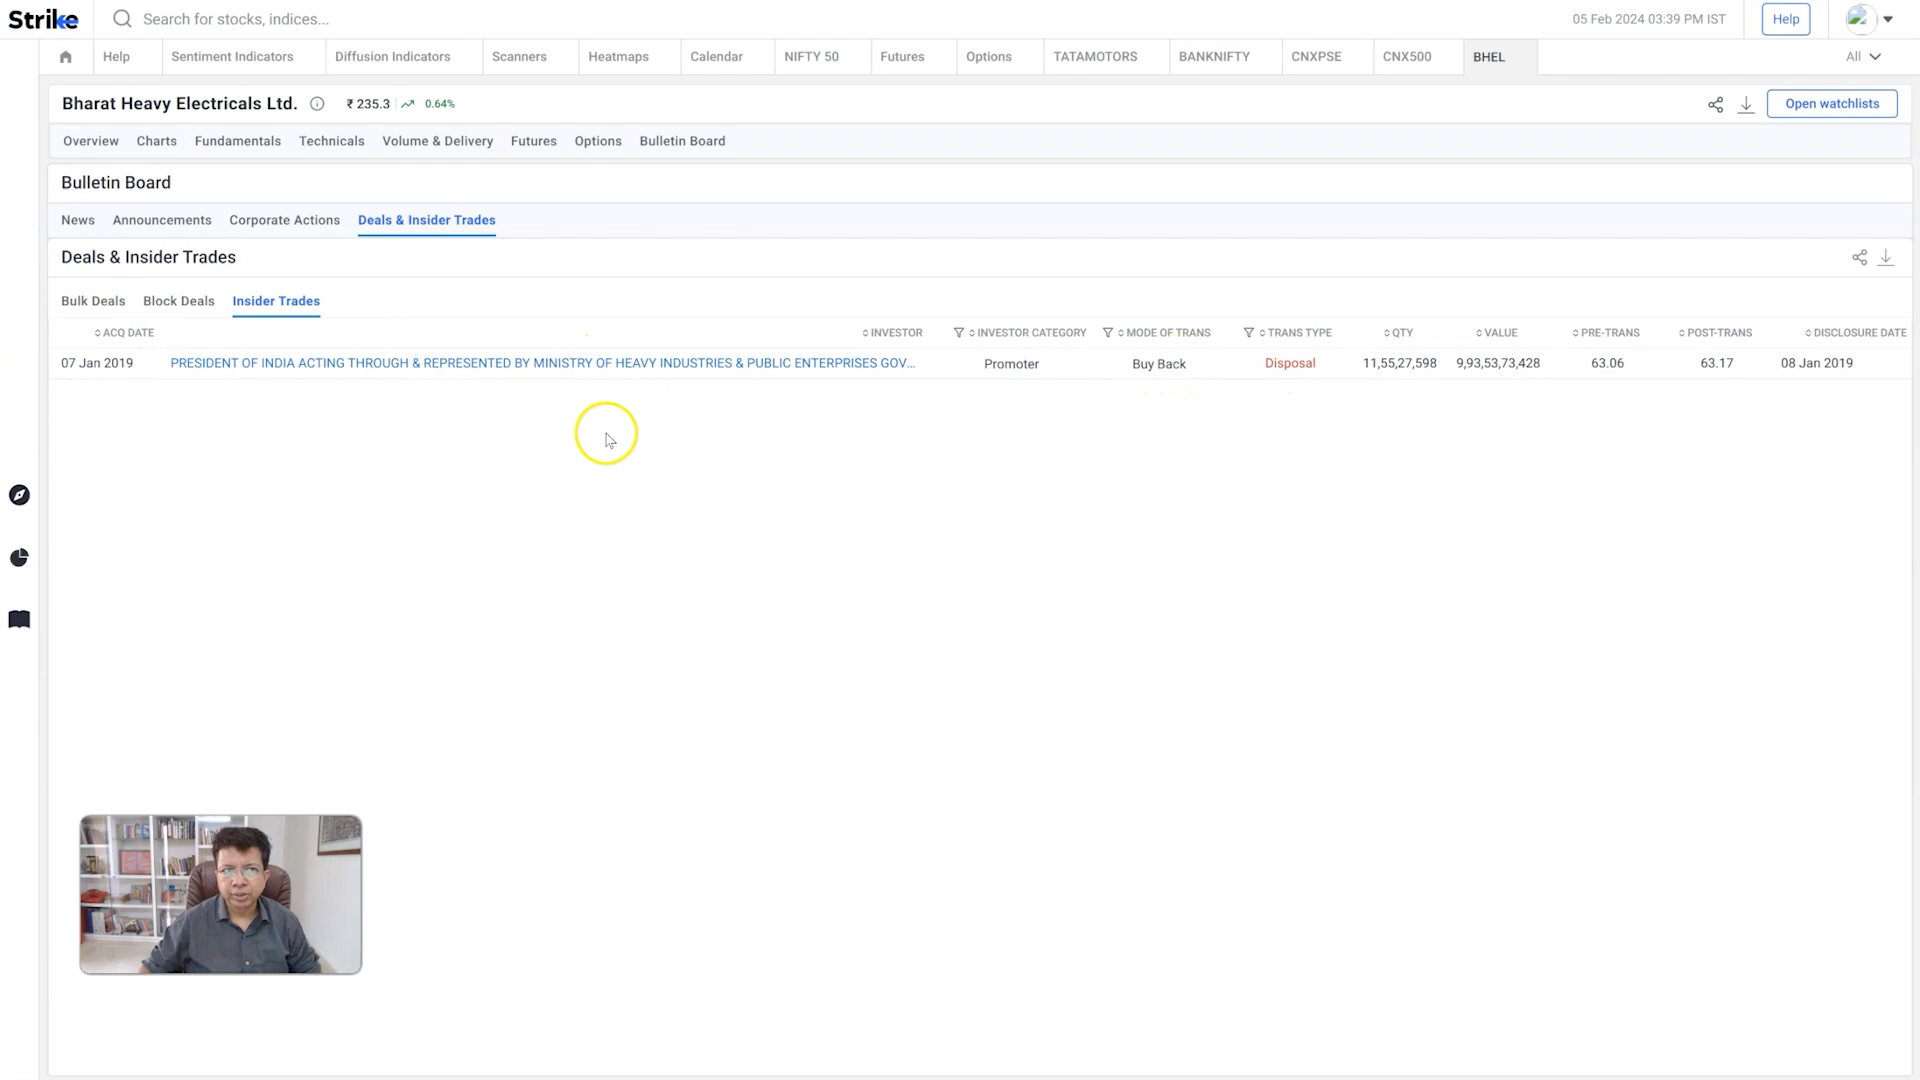 Strike
Search for stocks, indices...
05 Feb 2024 03:39 PM IST
Help
Help
Sentiment Indicators
Diffusion Indicators
Scanners
Heatmaps
Calendar
NIFTY 50
Futures
Options
TATAMOTORS
BANKNIFTY
CNXPSE
CNX500
BHEL
All
Bharat Heavy Electricals Ltd.
₹ 235.3
0.64%
Open watchlists
Overview
Charts
Fundamentals
Technicals
Volume & Delivery
Futures
Options
Bulletin Board
Bulletin Board
News
Announcements
Corporate Actions
Deals & Insider Trades
Deals & Insider Trades
Bulk Deals
Block Deals
Insider Trades
ACQ DATE
INVESTOR
INVESTOR CATEGORY
MODE OF TRANS
TRANS TYPE
QTY
VALUE
PRE-TRANS
POST-TRANS
DISCLOSURE DATE
07 Jan 2019
PRESIDENT OF INDIA ACTING THROUGH & REPRESENTED BY MINISTRY OF HEAVY INDUSTRIES & PUBLIC ENTERPRISES GOV...
Promoter
Buy Back
Disposal
11,55,27,598
9,93,53,73,428
63.06
63.17
08 Jan 2019